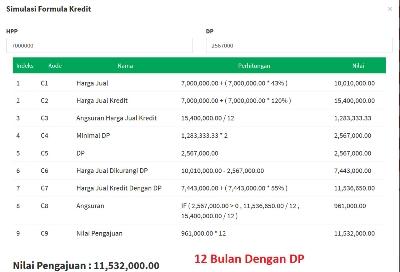 Simulasi Formula Kredit ×
HPP DP
7000000 2567000
Indeks Kode Nama Perhitungan Nilai
1 C1 Harga Jual 7,000,000.00 + ( 7,000,000.00 * 43% ) 10,010,000.00
2 C2 Harga Jual Kredit 7,000,000.00 + ( 7,000,000.00 * 120% ) 15,400,000.00
3 C3 Angsuran Harga Jual Kredit 15,400,000.00 / 12 1,283,333.33
4 C4 Minimal DP 1,283,333.33 * 2 2,567,000.00
5 C5 DP 2,567,000.00 2,567,000.00
6 C6 Harga Jual Dikurangi DP 10,010,000.00 - 2,567,000.00 7,443,000.00
7 C7 Harga Jual Kredit Dengan DP 7,443,000.00 + ( 7,443,000.00 * 55% ) 11,536,650.00
8 C8 Angsuran IF ( 2,567,000.00 > 0 , 11,536,650.00 / 12 , 961,000.00
15,400,000.00 / 12 )
9 C9 Nilai Pengajuan 961,000.00 * 12 11,532,000.00
12 Bulan Dengan DP
Nilai Pengajuan : 11,532,000.00